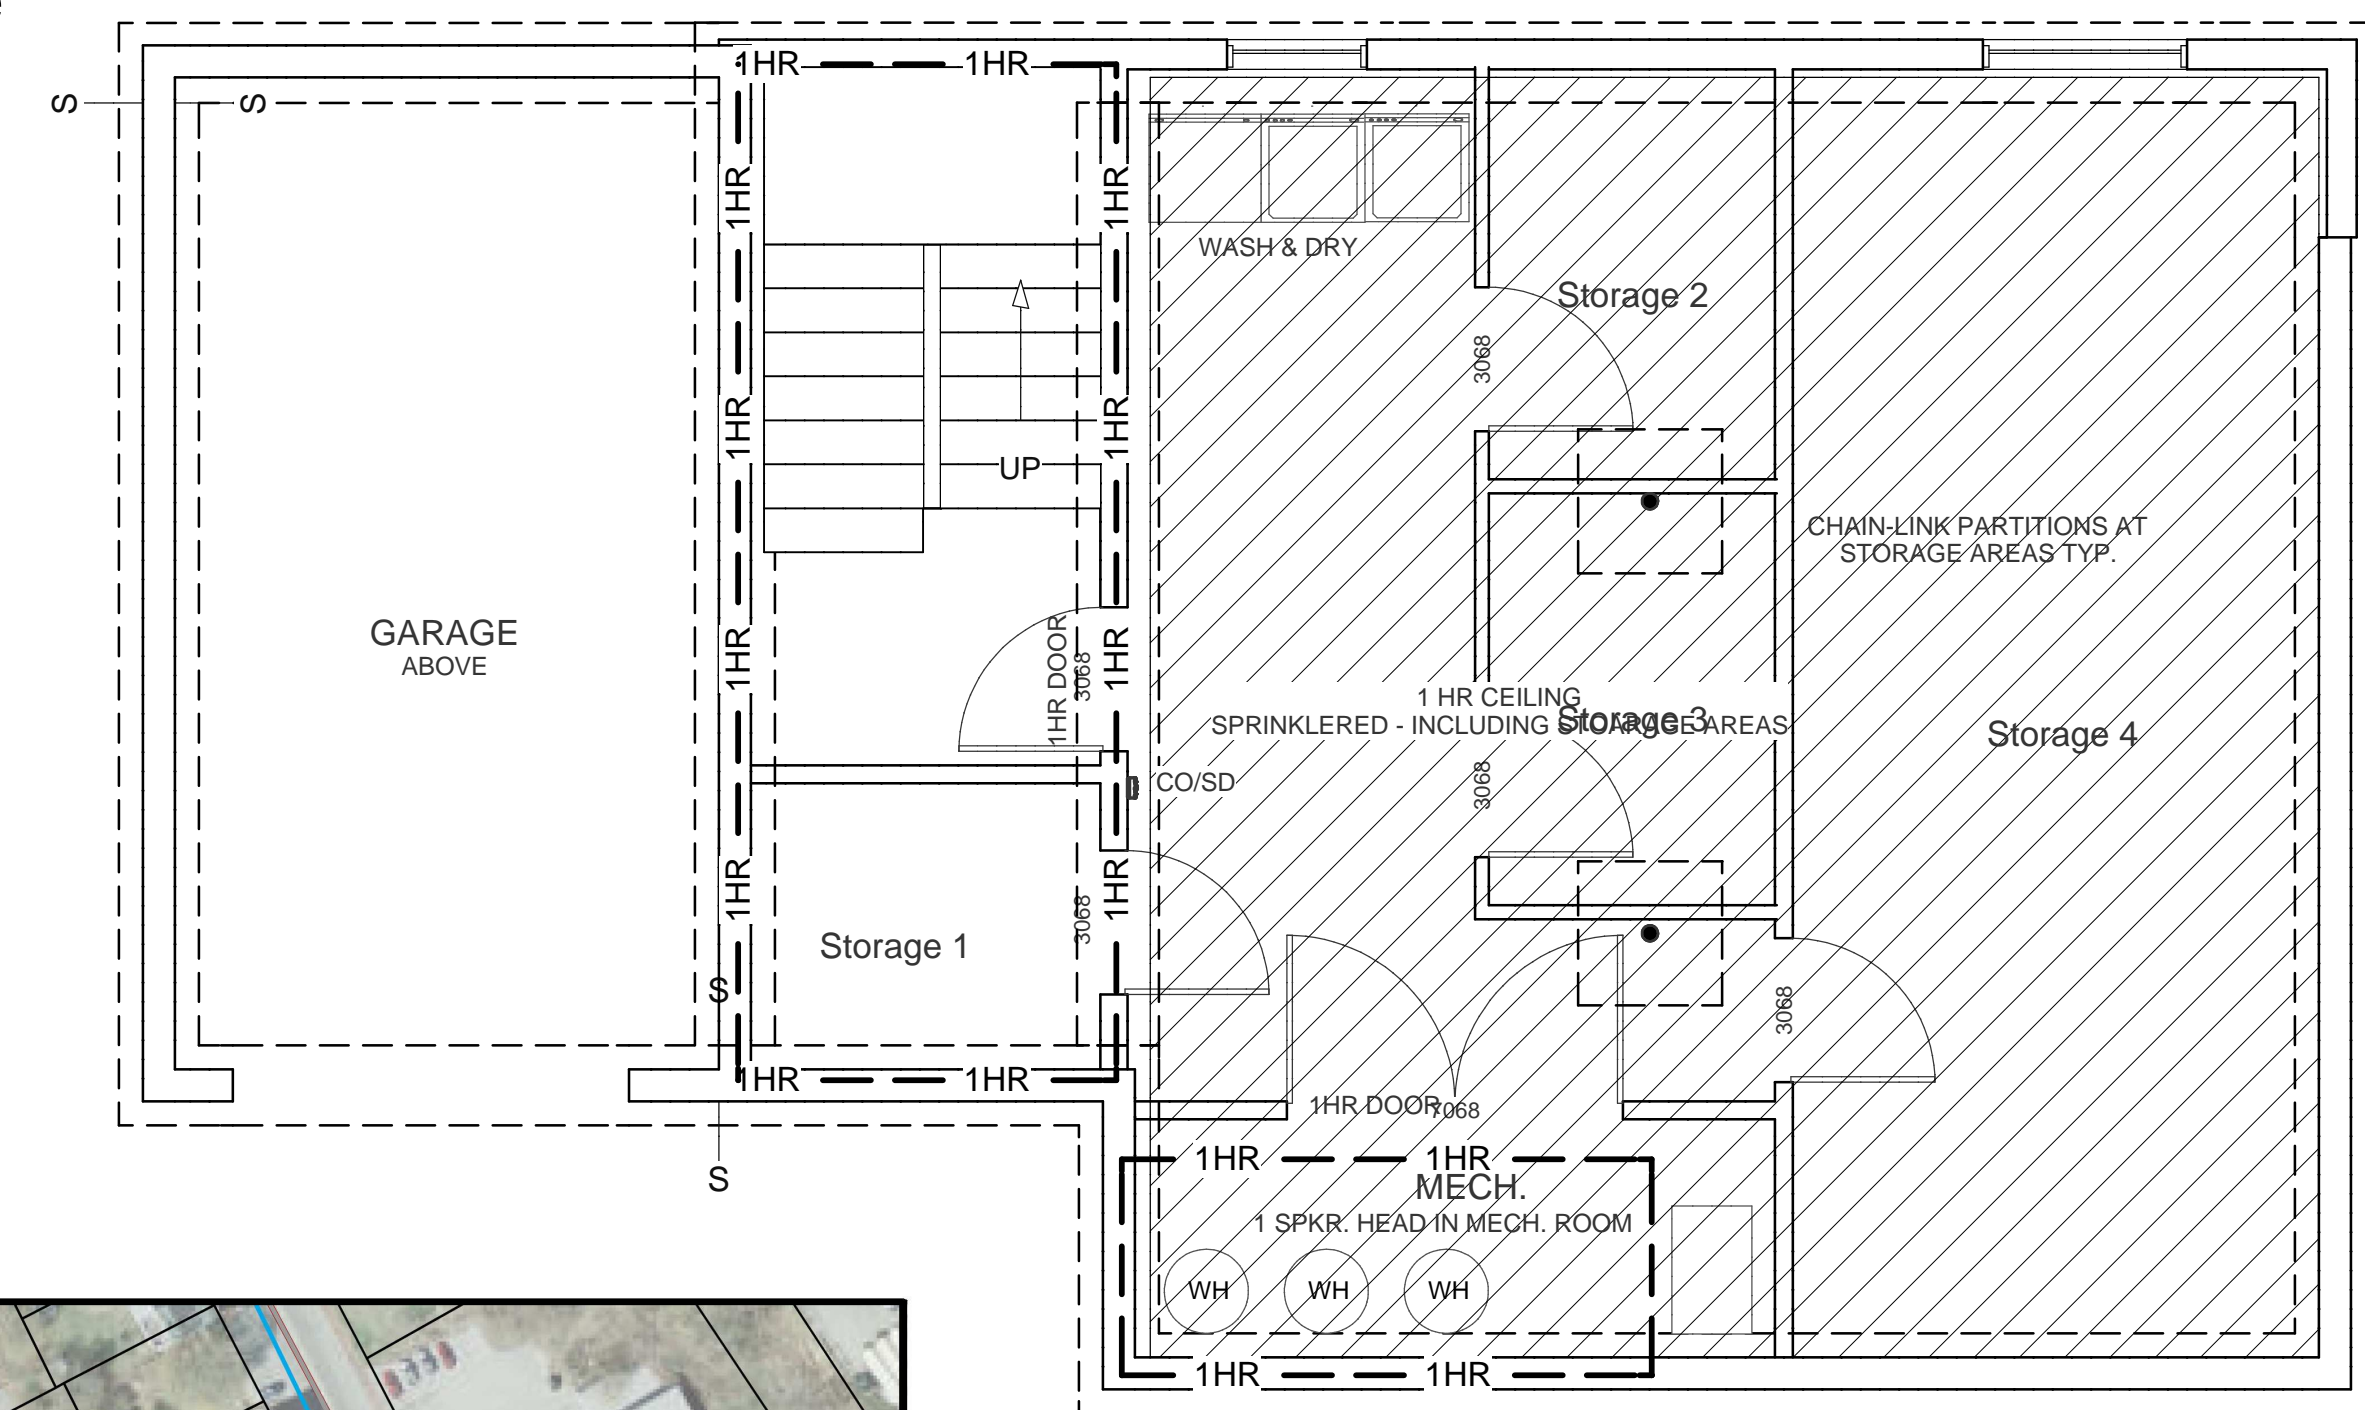 1HR
1HR
S
S
1HR
1HR
WASH & DRY
Storage 2
3068
1HR
1HR
UP
CHAIN-LINK PARTITIONS AT
STORAGE AREAS TYP.
GARAGE
ABOVE
1HR
1HR DOOR
3068
1HR
1 HR CEILING
SPRINKLERED - INCLUDING STOARAGE AREAS
Storage 3
Storage 4
CO/SD
3068
1HR
3068
1HR
Storage 1
S
3068
1HR
1HR
1HR DOOR
7068
S
1HR
1HR
MECH.
1 SPKR. HEAD IN MECH. ROOM
WH
WH
WH
1HR
1HR